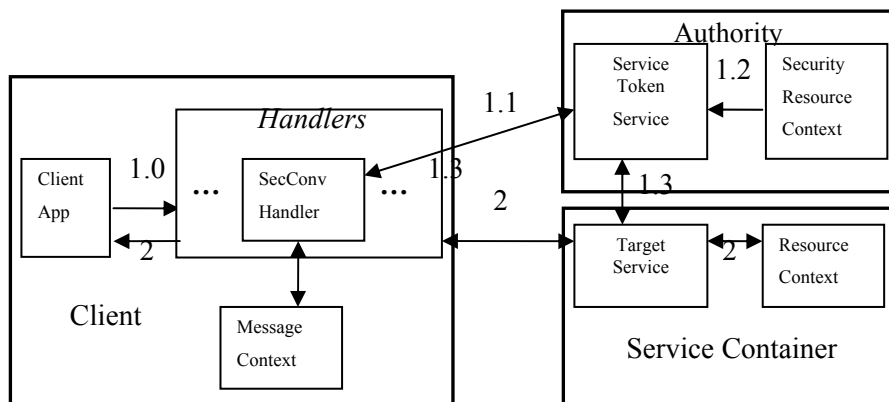 Authority
Service
Token
Service
1.2
Security
Resource
Context
1.1
Handlers
Client
App
1.0
...
SecConv
Handler
...
1.3
2
1.3
2
Target
Service
2
Resource
Context
Client
Message
Context
Service Container